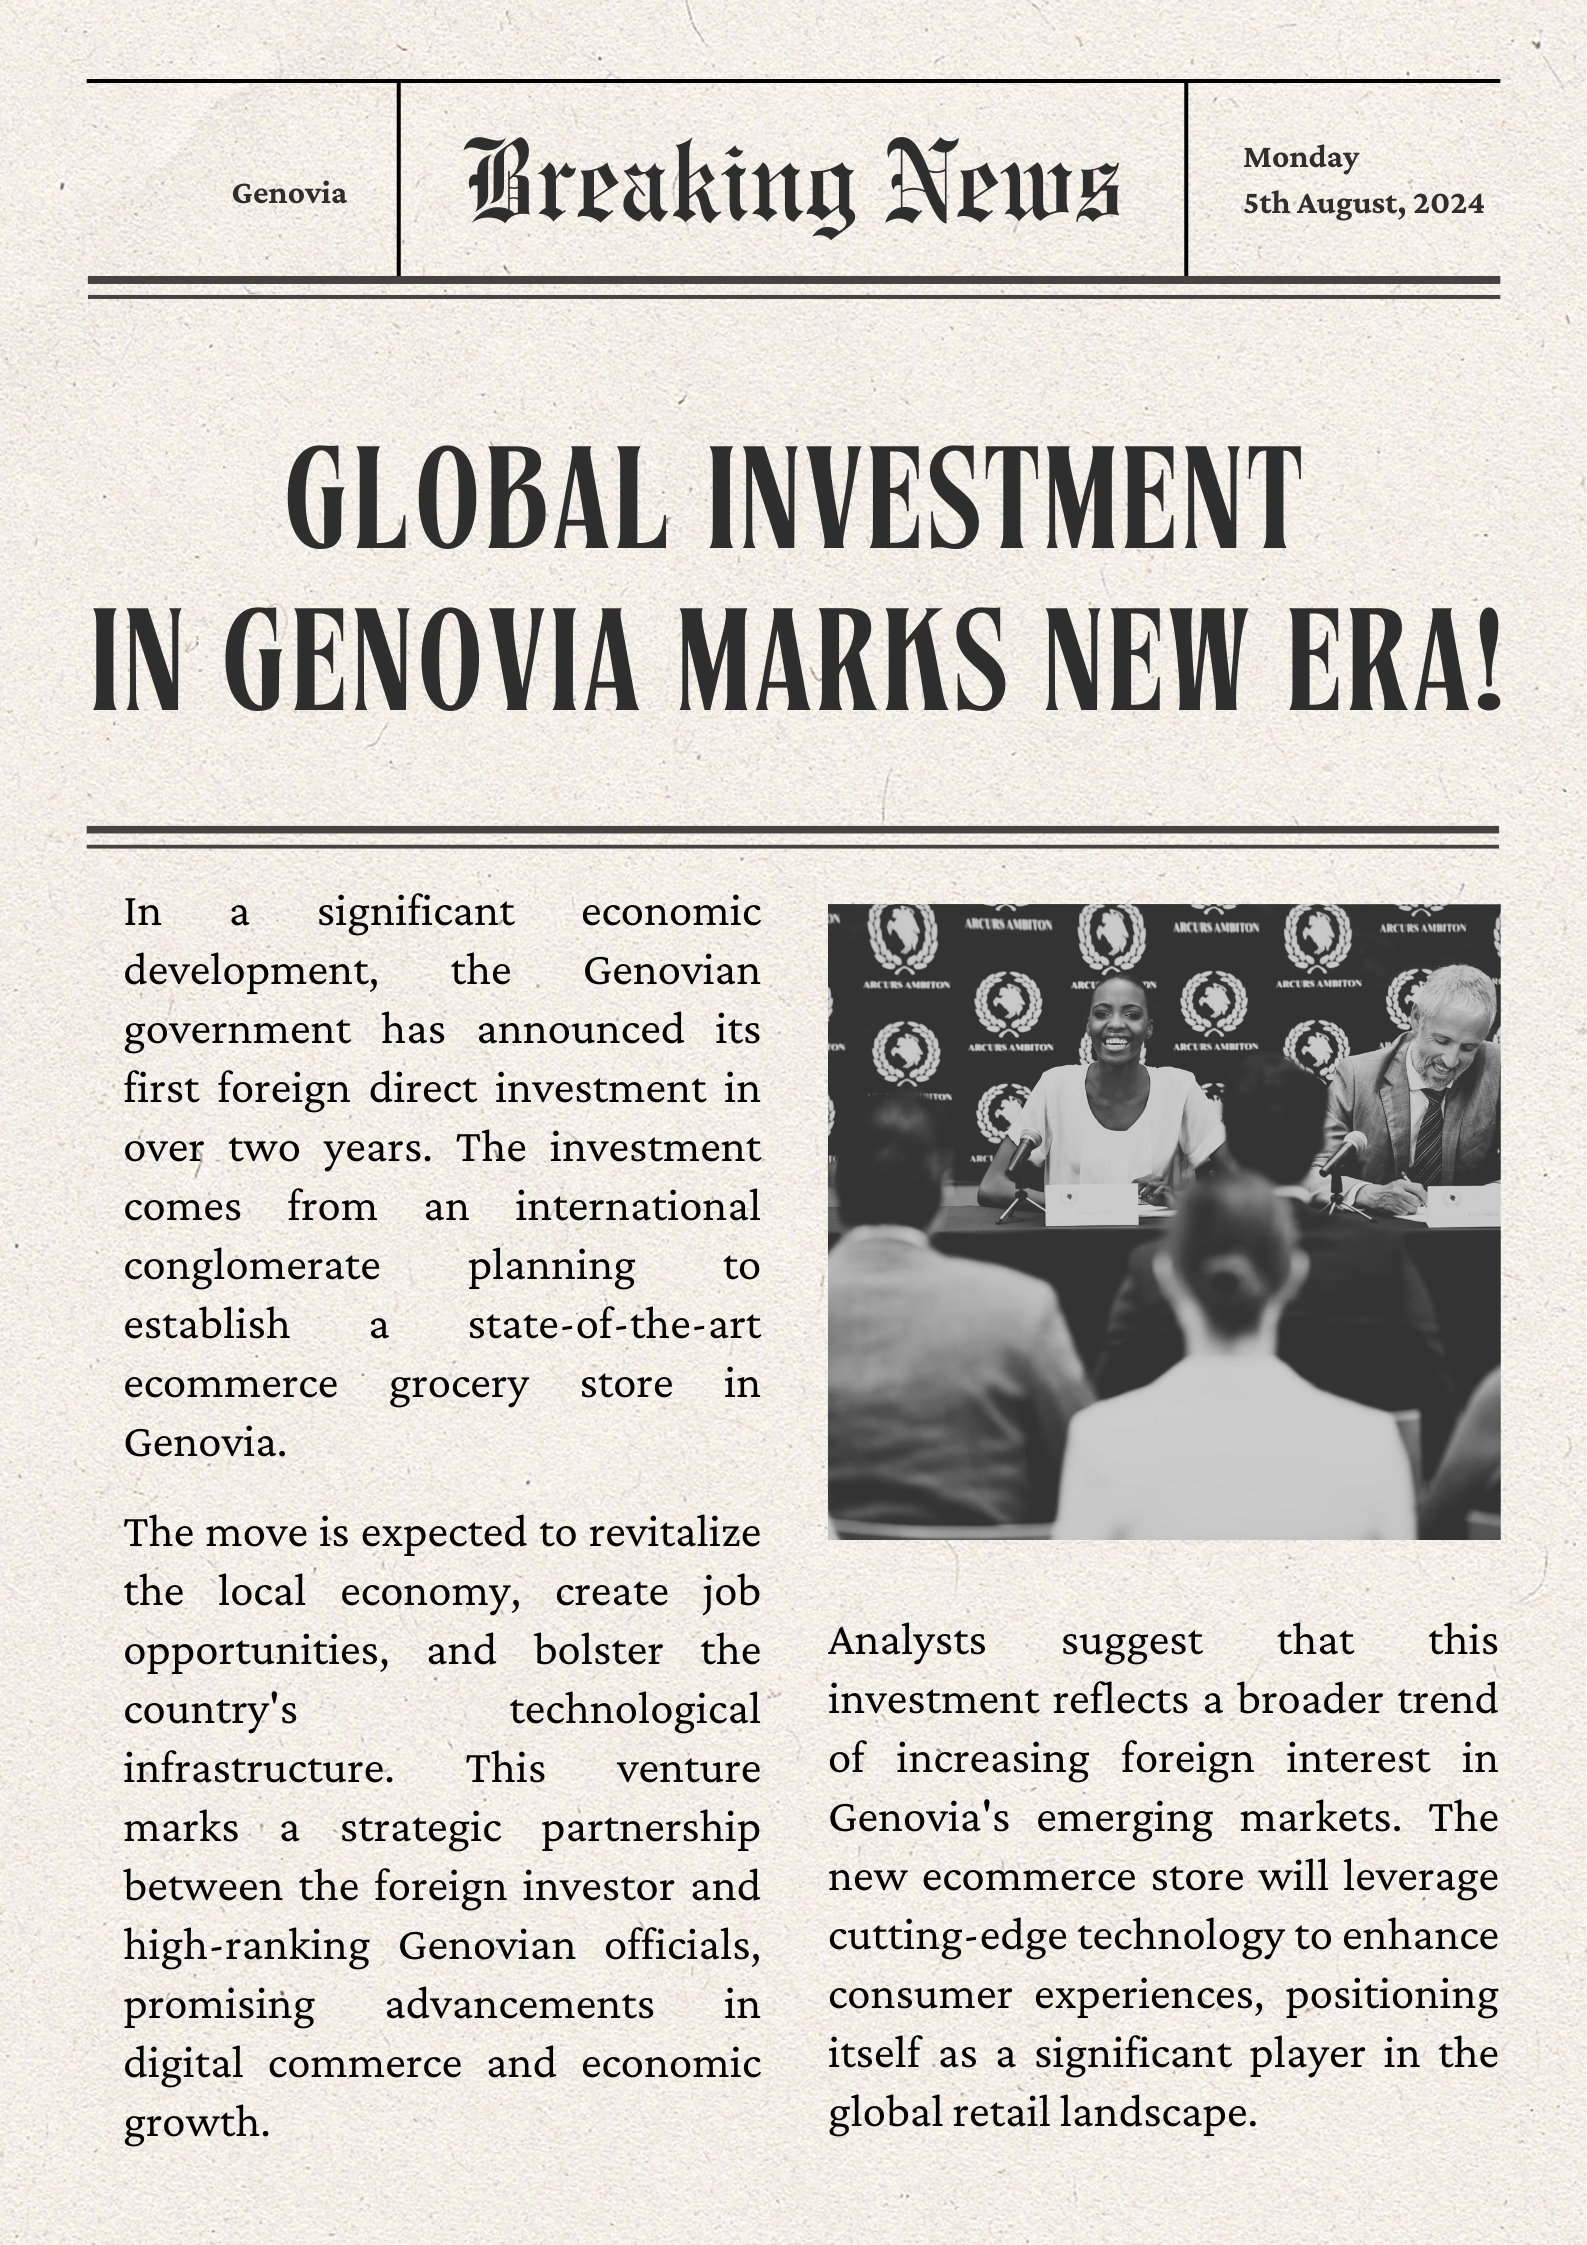 Genovia
Breaking News
Monday
5th August, 2024
GLOBAL INVESTMENT
IN GENOVIA MARKS NEW ERA!
In a significant economic
development, the Genovian
government has announced its
first foreign direct investment in
over two years. The investment
comes from an international
conglomerate planning to
establish a state-of-the-art
ecommerce grocery store in
Genovia.
The move is expected to revitalize
the local economy, create job
opportunities, and bolster the
country's technological
infrastructure. This venture
marks a strategic partnership
between the foreign investor and
high-ranking Genovian officials,
promising advancements in
digital commerce and economic
growth.
ARCURS AMBITON
ARCURS AMBITON
ARCURS AMBITON
ARCURS AMBITON
ARCURS AMBITON
ARCURS AMBITON
ARCURS AMBITON
Analysts suggest that this
investment reflects a broader trend
of increasing foreign interest in
Genovia's emerging markets. The
new ecommerce store will leverage
cutting-edge technology to enhance
consumer experiences, positioning
itself as a significant player in the
global retail landscape.